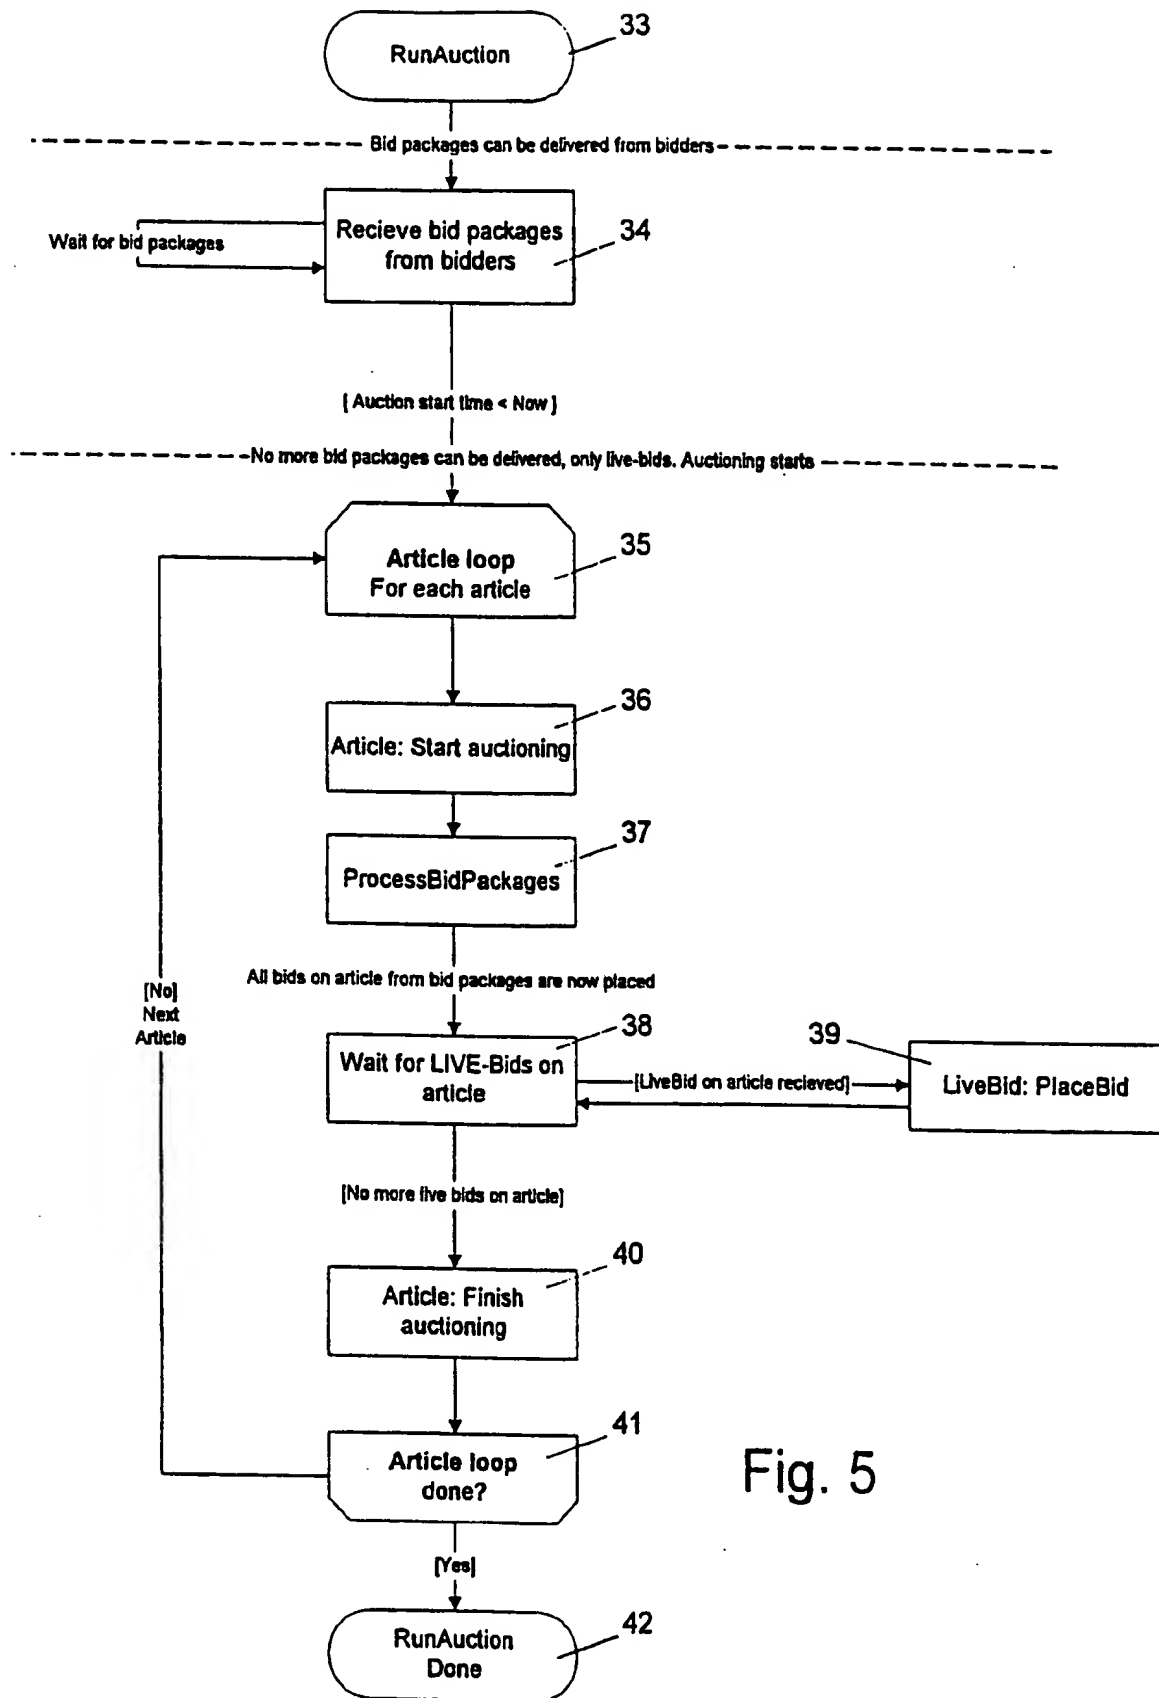 33
RunAuction
Bid packages can be delivered from bidders
Recieve bid packages
from bidders
34
Wait for bid packages
[ Auction start time < Now ]
No more bid packages can be delivered, only live-bids. Auctioning starts
35
Article loop
For each article
36
Article: Start auctioning
37
ProcessBidPackages
All bids on article from bid packages are now placed
[No]
Next
Article
38
Wait for LIVE-Bids on
article
[LiveBid on article recieved]
39
LiveBid: PlaceBid
[No more live bids on article]
40
Article: Finish
auctioning
41
Article loop
done?
Fig. 5
[Yes]
RunAuction
Done
42